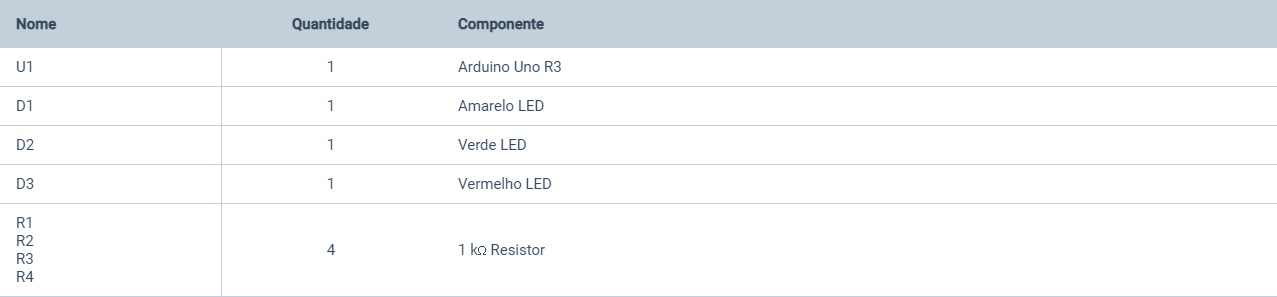 Nome Quantidade Componente
U1 1 Arduino Uno R3
D1 1 Amarelo LED
D2 1 Verde LED
D3 1 Vermelho LED
R1
R2
R3
R4
4 1 kΩ Resistor